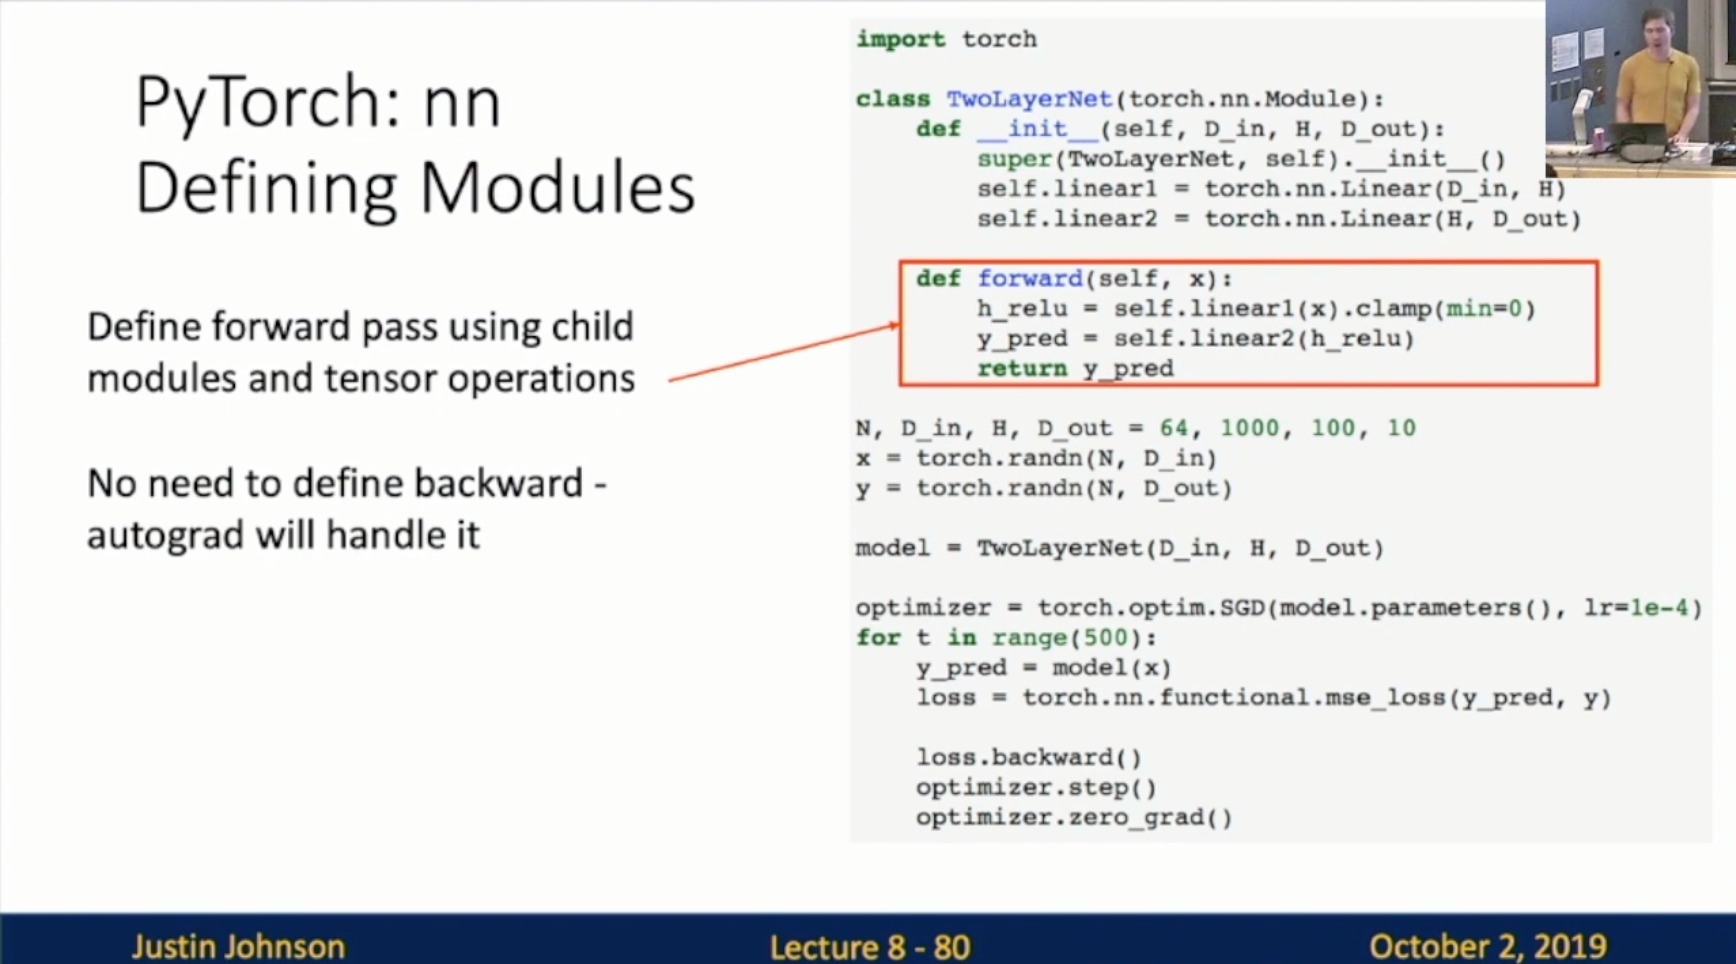 PyTorch: nn
Defining Modules
Define forward pass using child
modules and tensor operations
No need to define backward -
autograd will handle it
import torch
class TwoLayerNet(torch.nn.Module):
def __init__(self, D_in, H, D_out):
super(TwoLayerNet, self).__init__()
self.linear1 = torch.nn.Linear(D_in, H)
self.linear2 = torch.nn.Linear(H, D_out)
def forward(self, x):
h_relu = self.linear1(x).clamp(min=0)
y_pred = self.linear2(h_relu)
return y_pred
N, D_in, H, D_out = 64, 1000, 100, 10
x = torch.randn(N, D_in)
y = torch.randn(N, D_out)
model = TwoLayerNet(D_in, H, D_out)
optimizer = torch.optim.SGD(model.parameters(), lr=1e-4)
for t in range(500):
y_pred = model(x)
loss = torch.nn.functional.mse_loss(y_pred, y)
loss.backward()
optimizer.step()
optimizer.zero_grad()
Justin Johnson
Lecture 8 - 80
October 2, 2019